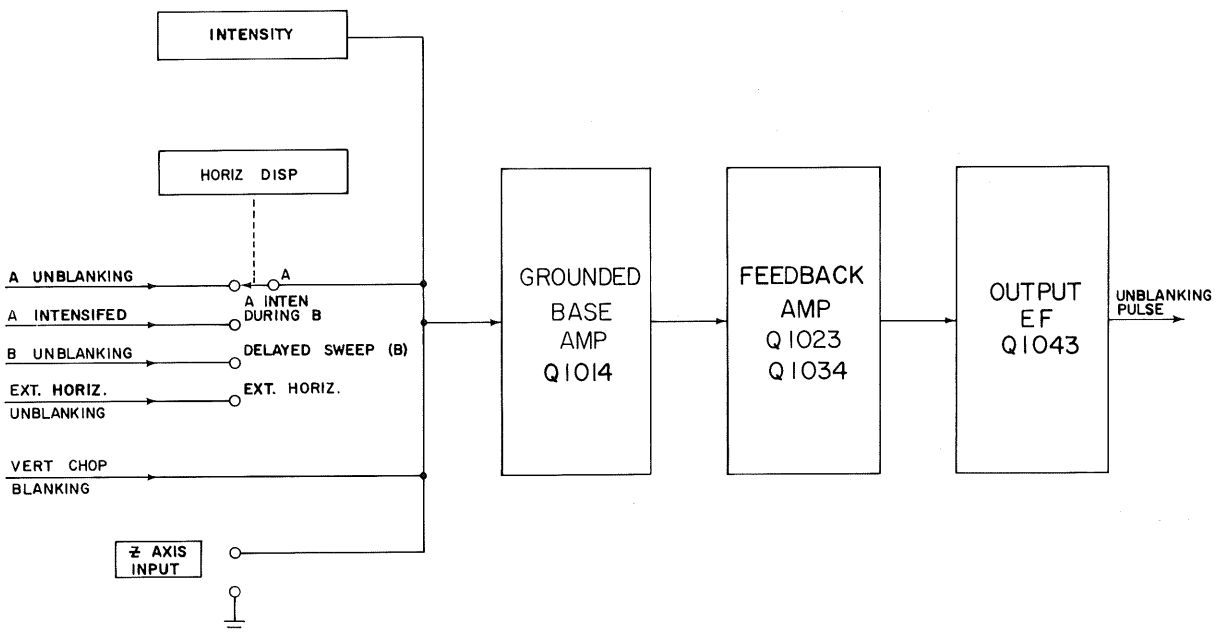 INTENSITY
HORIZ DISP
A UNBLANKING
A
A INTENSIFED
A INTEN
DURING B
B UNBLANKING
DELAYED SWEEP (B)
EXT. HORIZ.
UNBLANKING
EXT. HORIZ.
VERT CHOP
BLANKING
Z AXIS
INPUT
GROUNDED
BASE
AMP
Q1014
FEEDBACK
AMP
Q1023
Q1034
OUTPUT
EF
Q1043
UNBLANKING
PULSE